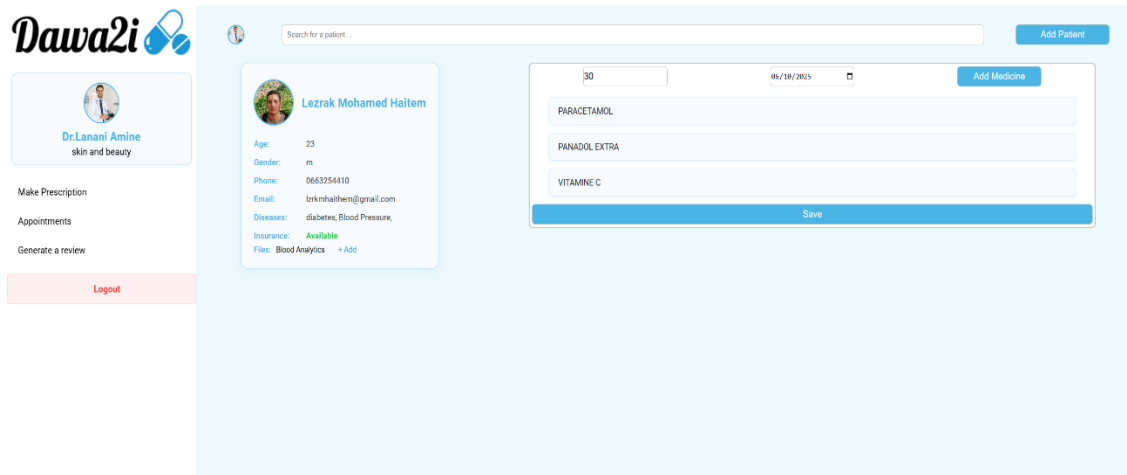 Dawa2i
Dr.Lanani Amine
skin and beauty
Make Prescription
Appointments
Generate a review
Logout
Search for a patient ...
Add Patient
Lezrak Mohamed Haitem
Age: 23
Gender: m
Phone: 0663254410
Email: lzrkmhaithem@gmail.com
Diseases: diabetes, Blood Pressure,
Insurance: Available
Files: Blood Analytics + Add
30 06/10/2025 Add Medicine
PARACETAMOL
PANADOL EXTRA
VITAMINE C
Save